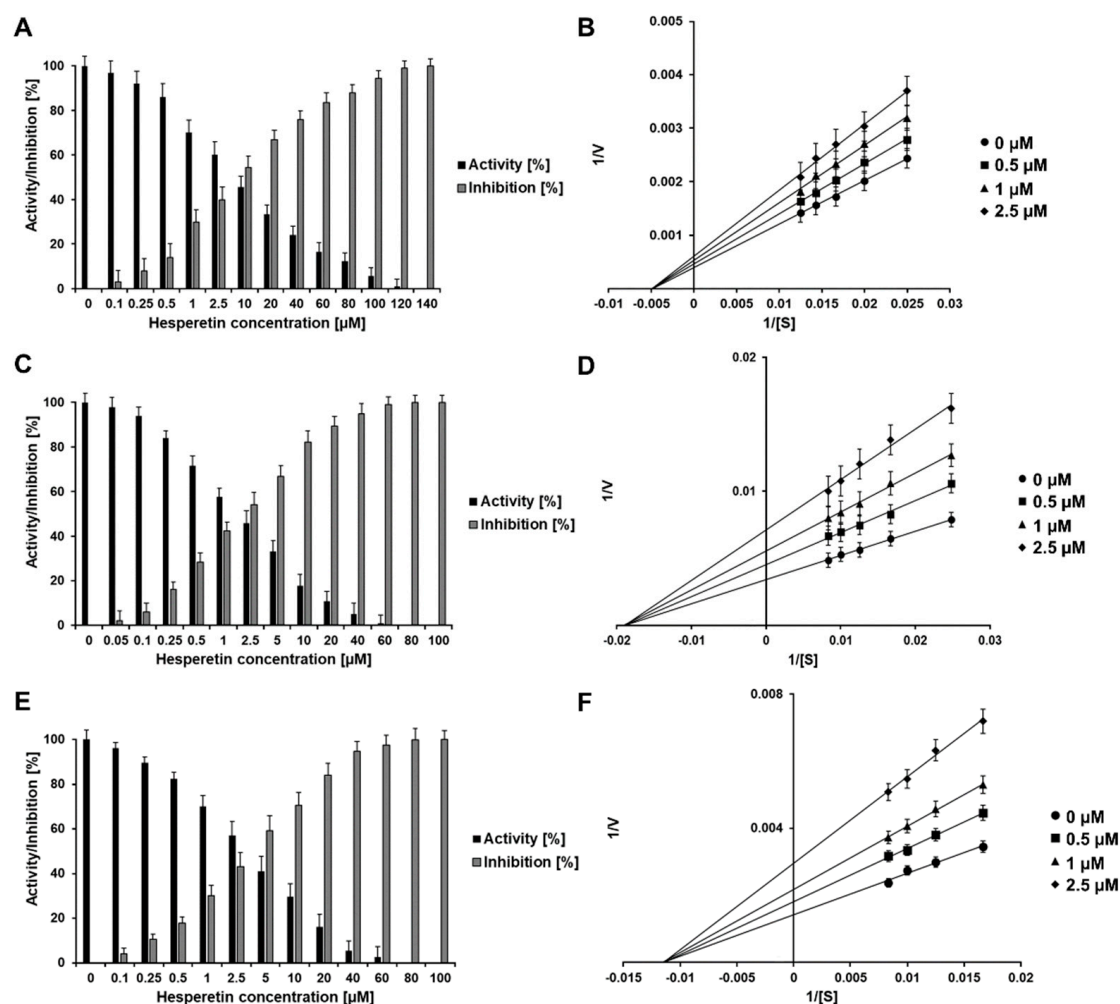 A
100
80
60
40
20
0
Activity/Inhibition [%]
0 0.1 0.25 0.5 1 2.5 10 20 40 60 80 100 120 140
Hesperetin concentration [µM]
Activity [%]
Inhibition [%]
B
0.005
0.004
0.003
0.002
0.001
1/V
-0.01 -0.005 0 0.005 0.01 0.015 0.02 0.025 0.03
1/[S]
0 µM
0.5 µM
1 µM
2.5 µM
C
100
80
60
40
20
0
Activity/Inhibition [%]
0 0.05 0.1 0.25 0.5 1 2.5 5 10 20 40 60 80 100
Hesperetin concentration [µM]
Activity [%]
Inhibition [%]
D
0.02
0.01
1/V
-0.02 -0.01 0 0.01 0.02 0.03
1/[S]
0 µM
0.5 µM
1 µM
2.5 µM
E
100
80
60
40
20
0
Activity/Inhibition [%]
0 0.1 0.25 0.5 1 2.5 5 10 20 40 60 80 100
Hesperetin concentration [µM]
Activity [%]
Inhibition [%]
F
0.008
0.004
1/V
-0.015 -0.01 -0.005 0 0.005 0.01 0.015 0.02
1/[S]
0 µM
0.5 µM
1 µM
2.5 µM